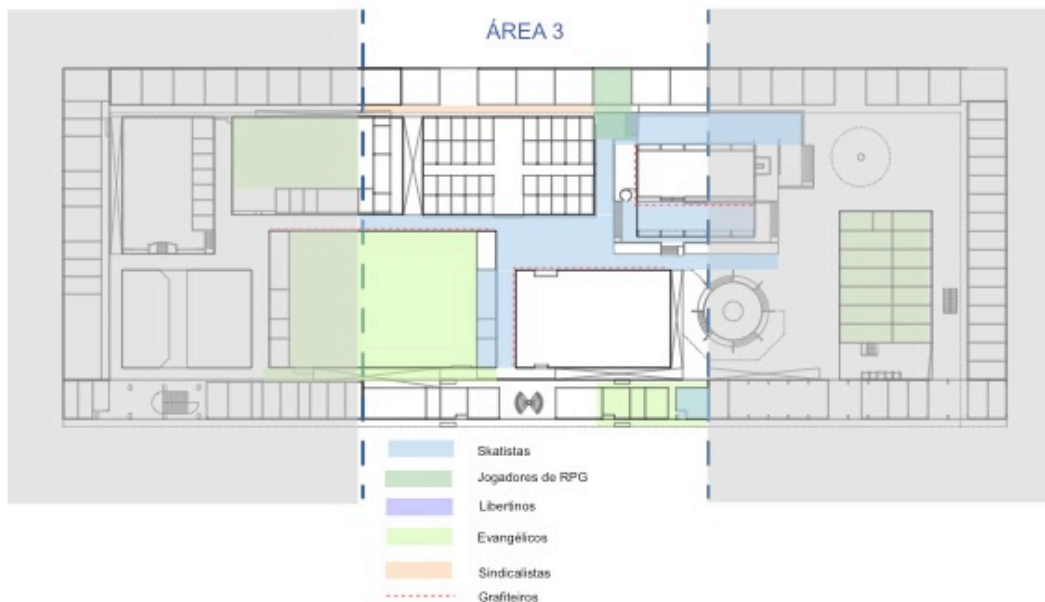 ÁREA 3
Skatistas
Jogadores de RPG
Libertinos
Evangélicos
Sindicalistas
Grafiteiros